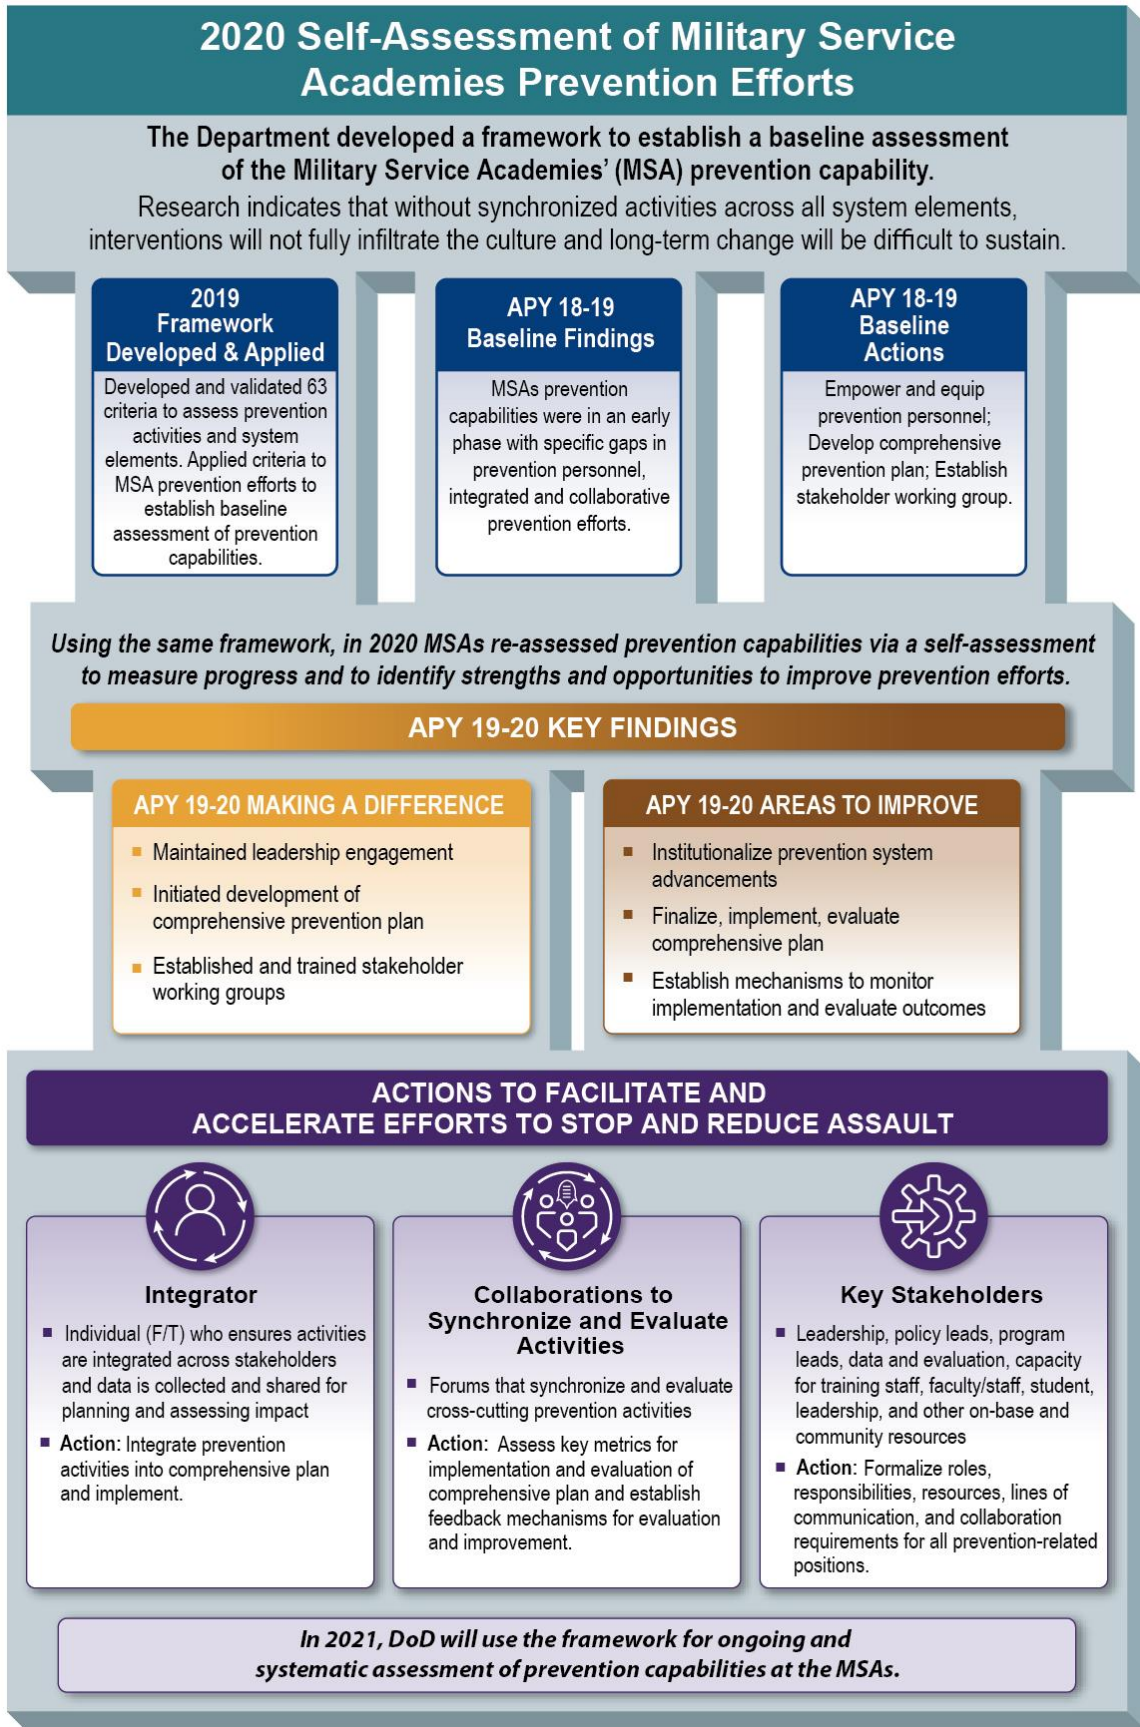 2020 Self-Assessment of Military Service
Academies Prevention Efforts
The Department developed a framework to establish a baseline assessment
of the Military Service Academies’ (MSA) prevention capability.
Research indicates that without synchronized activities across all system elements,
interventions will not fully infiltrate the culture and long-term change will be difficult to sustain.
2019
Framework
Developed & Applied
Developed and validated 63
criteria to assess prevention
activities and system
elements. Applied criteria to
MSA prevention efforts to
establish baseline
assessment of prevention
capabilities.
APY 18-19
Baseline Findings
MSAs prevention
capabilities were in an early
phase with specific gaps in
prevention personnel,
integrated and collaborative
prevention efforts.
APY 18-19
Baseline
Actions
Empower and equip
prevention personnel;
Develop comprehensive
prevention plan; Establish
stakeholder working group.
Using the same framework, in 2020 MSAs re-assessed prevention capabilities via a self-assessment
to measure progress and to identify strengths and opportunities to improve prevention efforts.
APY 19-20 KEY FINDINGS
APY 19-20 MAKING A DIFFERENCE
▪ Maintained leadership engagement
▪ Initiated development of
comprehensive prevention plan
▪ Established and trained stakeholder
working groups
APY 19-20 AREAS TO IMPROVE
▪ Institutionalize prevention system
advancements
▪ Finalize, implement, evaluate
comprehensive plan
▪ Establish mechanisms to monitor
implementation and evaluate outcomes
ACTIONS TO FACILITATE AND
ACCELERATE EFFORTS TO STOP AND REDUCE ASSAULT
Integrator
▪ Individual (F/T) who ensures activities
are integrated across stakeholders
and data is collected and shared for
planning and assessing impact
▪ Action: Integrate prevention
activities into comprehensive plan
and implement.
Collaborations to
Synchronize and Evaluate
Activities
▪ Forums that synchronize and evaluate
cross-cutting prevention activities
▪ Action: Assess key metrics for
implementation and evaluation of
comprehensive plan and establish
feedback mechanisms for evaluation
and improvement.
Key Stakeholders
▪ Leadership, policy leads, program
leads, data and evaluation, capacity
for training staff, faculty/staff, student,
leadership, and other on-base and
community resources
▪ Action: Formalize roles,
responsibilities, resources, lines of
communication, and collaboration
requirements for all prevention-related
positions.
In 2021, DoD will use the framework for ongoing and
systematic assessment of prevention capabilities at the MSAs.